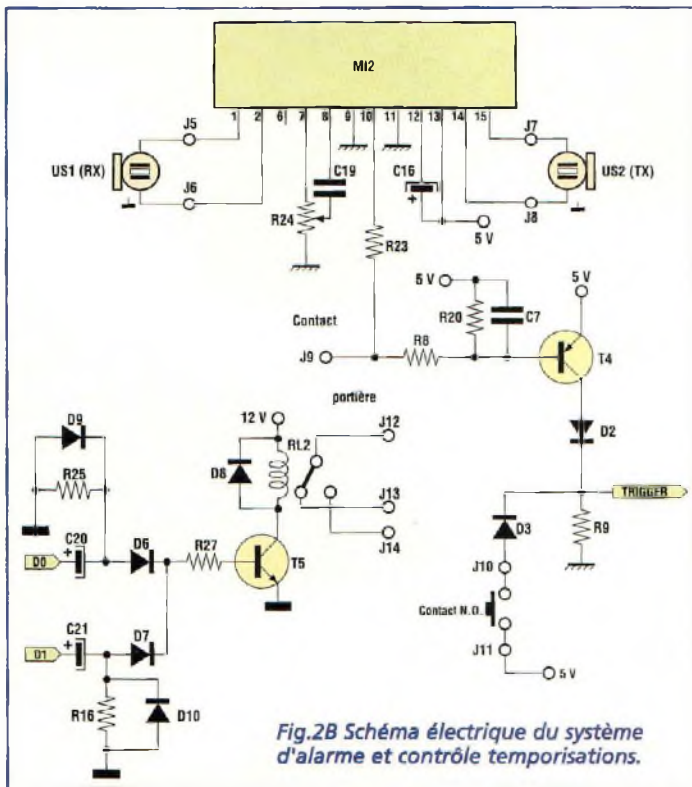 MI2
1 2 6 7 8 9 10 11 12 13 14 15
J5
J7
US1 (RX)
C19
C16
US2 (TX)
J6
+
J8
R24
R23
5 V
5 V
5 V
R20
C7
Contact
J9
R8
T4
portière
D9
12 V
J12
RL2
D2
D8
R25
J13
TRIGGER
C20
J14
D3
R9
+
D6
R27
D0
T5
J10
C21
Contact N.O.
+
D7
D1
J11
5 V
R16
D10
Fig.2B Schéma électrique du système
d'alarme et contrôle temporisations.